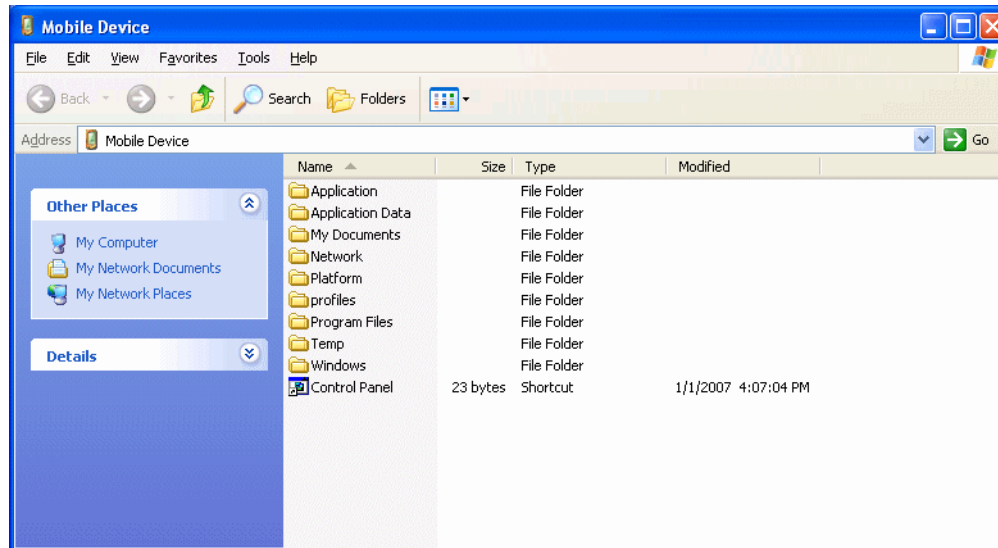 Mobile Device
File Edit View Favorites Tools Help
Back Search Folders
Address Mobile Device Go
Name Size Type Modified
Other Places
My Computer
My Network Documents
My Network Places
Details
Application File Folder
Application Data File Folder
My Documents File Folder
Network File Folder
Platform File Folder
profiles File Folder
Program Files File Folder
Temp File Folder
Windows File Folder
Control Panel 23 bytes Shortcut 1/1/2007 4:07:04 PM